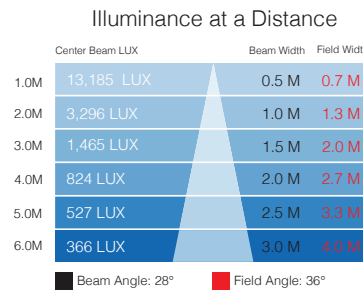 Illuminance at a Distance
Center Beam LUX Beam Width Field Widt
1.0M 13,185 LUX 0.5 M 0.7 M
2.0M 3,296 LUX 1.0 M 1.3 M
3.0M 1,465 LUX 1.5 M 2.0 M
4.0M 824 LUX 2.0 M 2.7 M
5.0M 527 LUX 2.5 M 3.3 M
6.0M 366 LUX 3.0 M 4.0 M
Beam Angle: 28° Field Angle: 36°